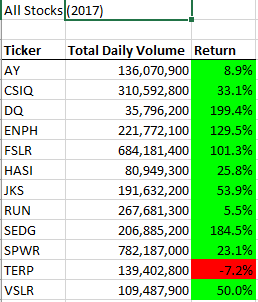 All Stocks (2017)
Ticker Total Daily Volume Return
AY 136,070,900 8.9%
CSIQ 310,592,800 33.1%
DQ 35,796,200 199.4%
ENPH 221,772,100 129.5%
FSLR 684,181,400 101.3%
HASI 80,949,300 25.8%
JKS 191,632,200 53.9%
RUN 267,681,300 5.5%
SEDG 206,885,200 184.5%
SPWR 782,187,000 23.1%
TERP 139,402,800 -7.2%
VSLR 109,487,900 50.0%